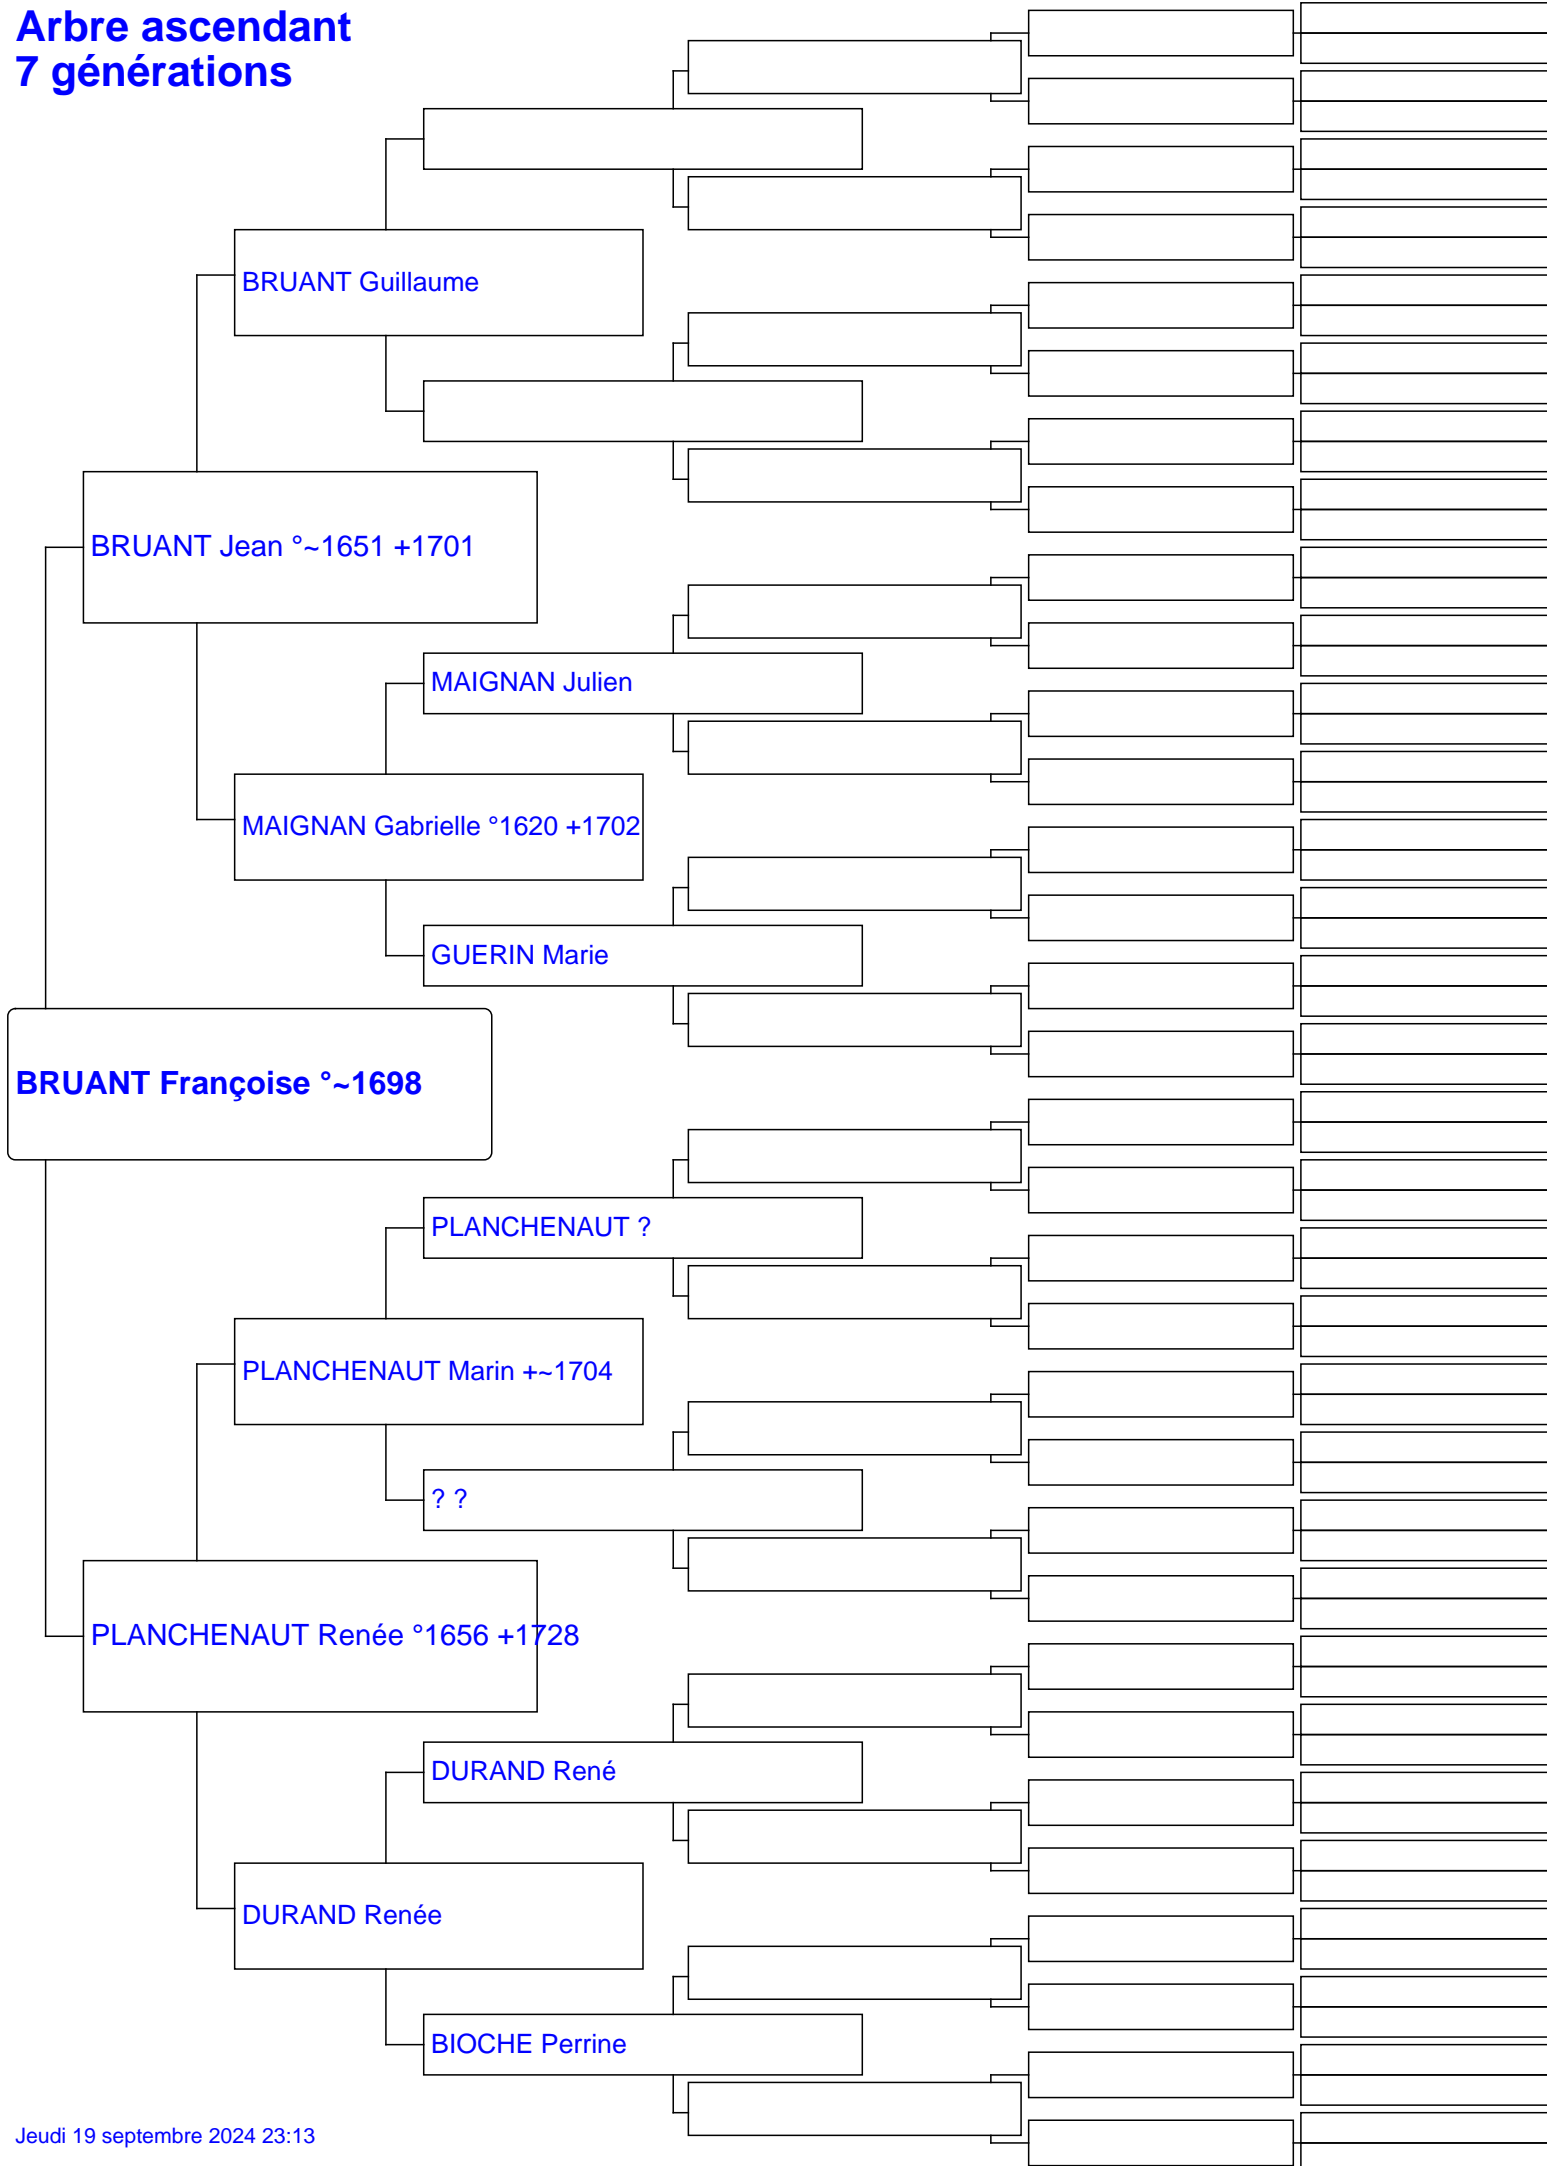 Arbre ascendant
7 générations
BRUANT Guillaume
BRUANT Jean °~1651 +1701
MAIGNAN Julien
MAIGNAN Gabrielle °1620 +1702
GUERIN Marie
BRUANT Françoise °~1698
PLANCHENAUT ?
PLANCHENAUT Marin +~1704
? ?
PLANCHENAUT Renée °1656 +1728
DURAND René
DURAND Renée
BIOCHE Perrine
Jeudi 19 septembre 2024 23:13